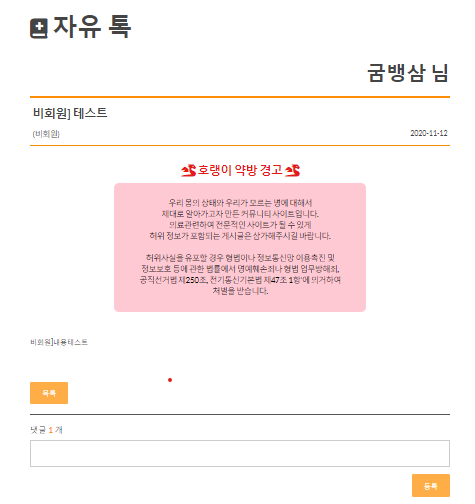 자유 톡
굼뱅삼 님
비회원] 테스트
(비회원)
2020-11-12
호랭이 약방 경고
우리 몸의 상태와 우리가 모르는 병에 대해서
제대로 알아가고자 만든 커뮤니티 사이트입니다.
의료관련하여 전문적인 사이트가 될 수 있게
허위 정보가 포함되는 게시글은 삼가해주시길 바랍니다.
허위사실을 유포할 경우 형법이나 정보통신망 이용촉진 및
정보보호 등에 관한 법률에서 명예훼손죄나 형법 업무방해죄,
공직선거법 제250조, 전기통신기본법 제47조 1항'에 의거하여
처벌을 받습니다.
비회원]내용테스트
목록
댓글 1 개
등록